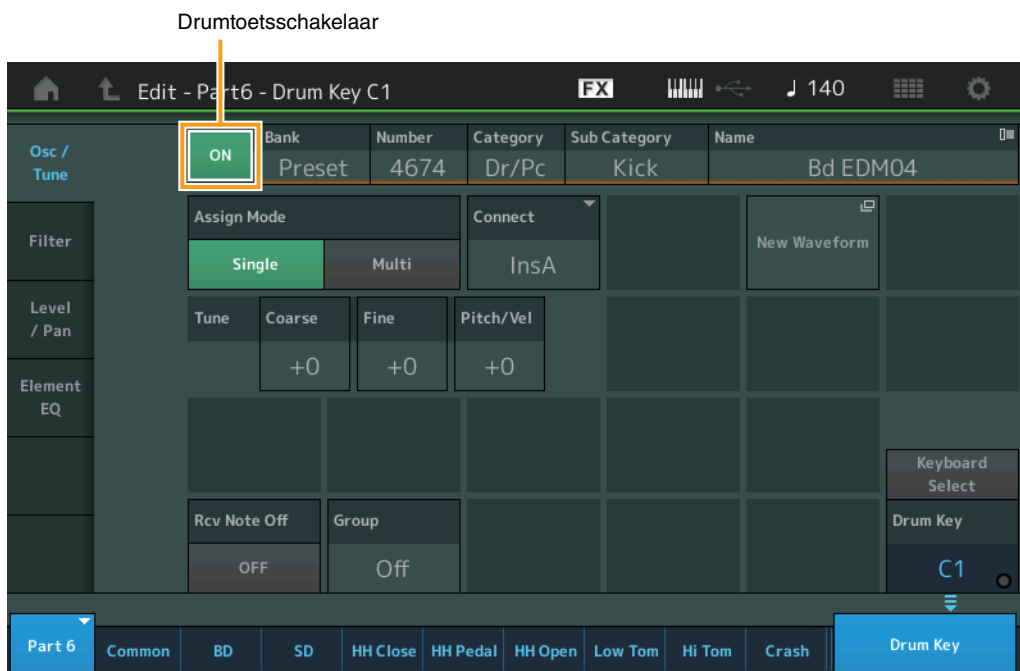 Drumtoetsschakelaar
Edit - Part6 - Drum Key C1 FX 140
Osc / Tune
ON
Bank Number Category Sub Category Name
Preset 4674 Dr/Pc Kick Bd EDM04
Filter
Assign Mode Connect New Waveform
Single Multi InsA
Level / Pan
Tune Coarse Fine Pitch/Vel
+0 +0 +0
Element EQ
Keyboard Select
Rcv Note Off Group Drum Key
OFF Off C1
Part 6 Common BD SD HH Close HH Pedal HH Open Low Tom Hi Tom Crash Drum Key